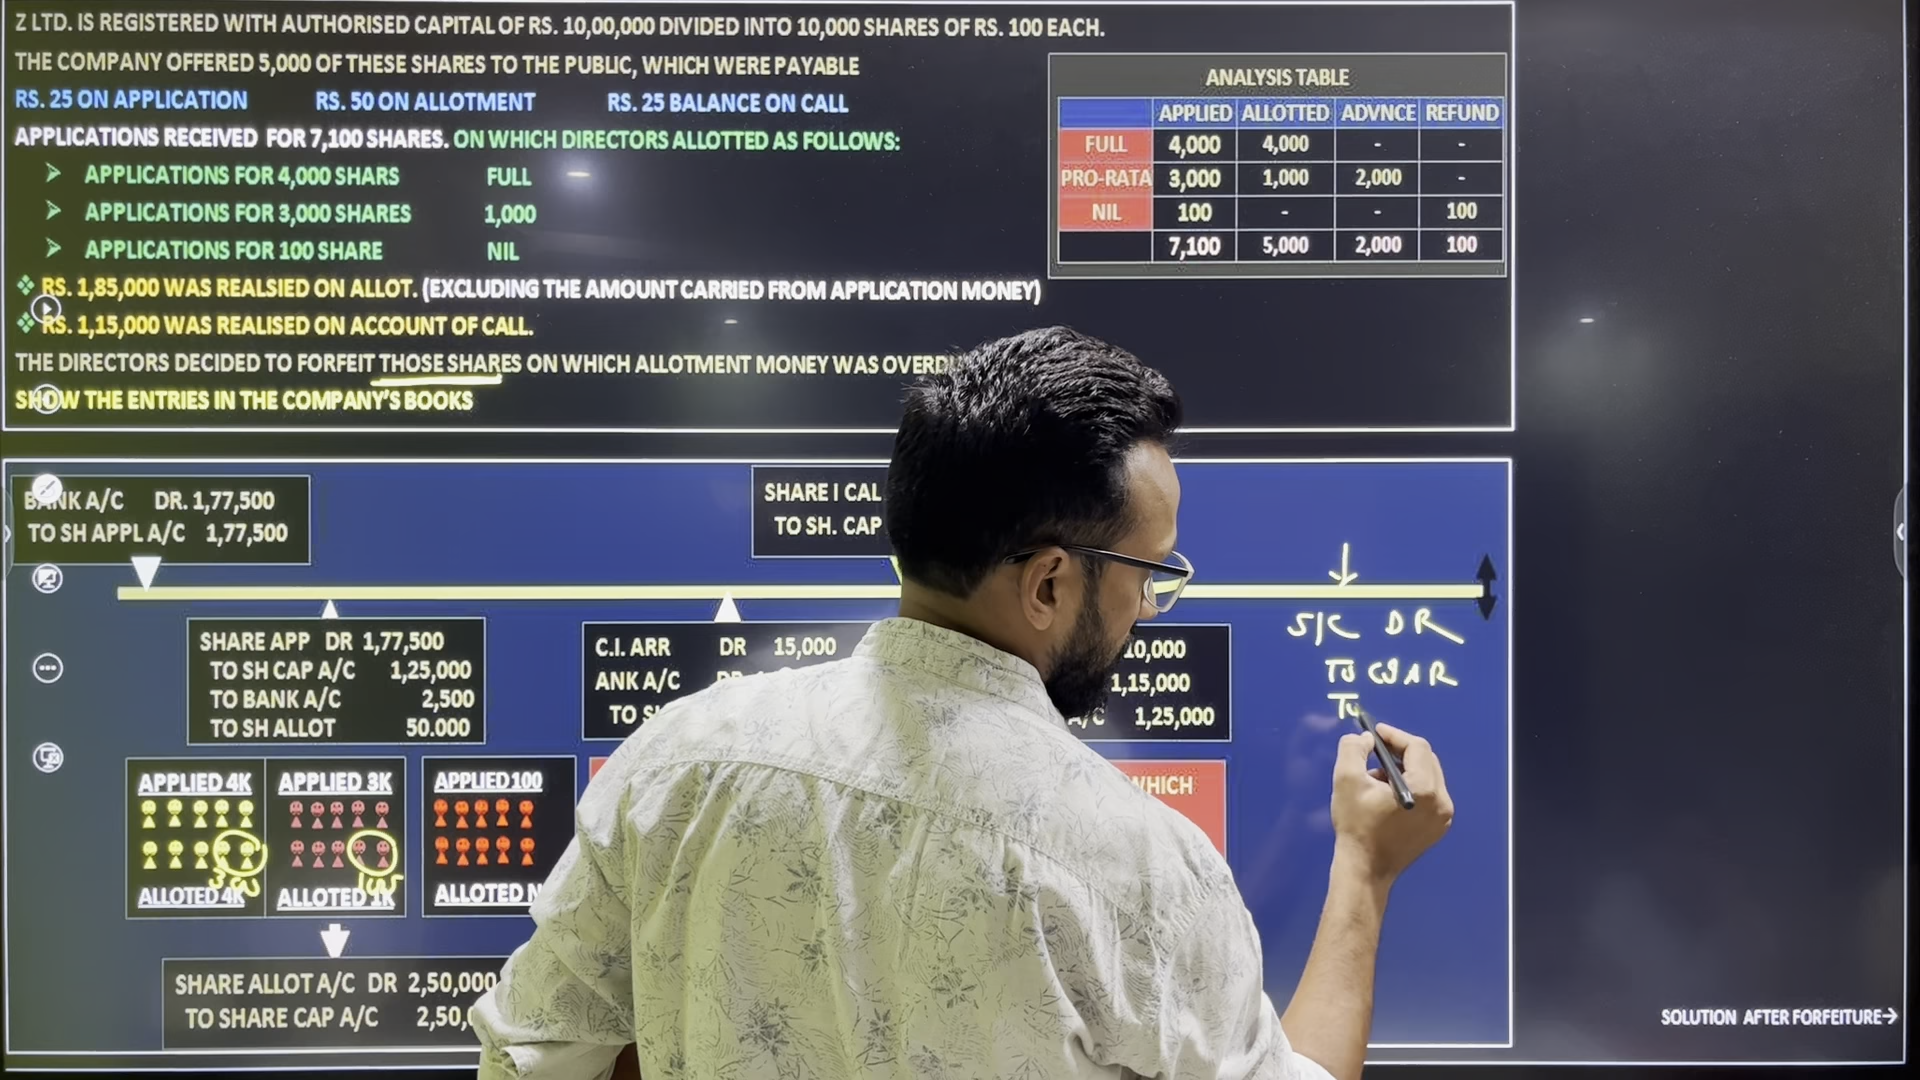 Z LTD. IS REGISTERED WITH AUTHORISED CAPITAL OF RS. 10,00,000 DIVIDED INTO 10,000 SHARES OF RS. 100 EACH.
THE COMPANY OFFERED 5,000 OF THESE SHARES TO THE PUBLIC, WHICH WERE PAYABLE
RS. 25 ON APPLICATION RS. 50 ON ALLOTMENT RS. 25 BALANCE ON CALL
APPLICATIONS RECEIVED FOR 7,100 SHARES. ON WHICH DIRECTORS ALLOTTED AS FOLLOWS:
APPLICATIONS FOR 4,000 SHARS FULL
APPLICATIONS FOR 3,000 SHARES 1,000
APPLICATIONS FOR 100 SHARE NIL
RS. 1,85,000 WAS REALSIED ON ALLOT. (EXCLUDING THE AMOUNT CARRIED FROM APPLICATION MONEY)
RS. 1,15,000 WAS REALISED ON ACCOUNT OF CALL.
THE DIRECTORS DECIDED TO FORFEIT THOSE SHARES ON WHICH ALLOTMENT MONEY WAS
SHOW THE ENTRIES IN THE COMPANY'S BOOKS
ANALYSIS TABLE
APPLIED ALLOTTED ADVNCE REFUND
FULL 4,000 4,000 - -
PRO-RATA 3,000 1,000 2,000 -
NIL 100 - - 100
7,100 5,000 2,000 100
BANK A/C DR. 1,77,500
TO SH APPL A/C 1,77,500
SHARE I CAL
TO SH. CAP
SHARE APP DR 1,77,500
TO SH CAP A/C 1,25,000
TO BANK A/C 2,500
TO SH ALLOT 50.000
C.I. ARR DR 15,000
ANK A/C
TO
10,000
1,15,000
A/C 1,25,000
S/C DR
TO CIAR
TO
APPLIED 4K
300
ALLOTED 4K
APPLIED 3K
ALLOTED 1K
APPLIED 100
ALLOTED N
WHICH
SHARE ALLOT A/C DR 2,50,000
TO SHARE CAP A/C 2,50,0
SOLUTION AFTER FORFEITURE→